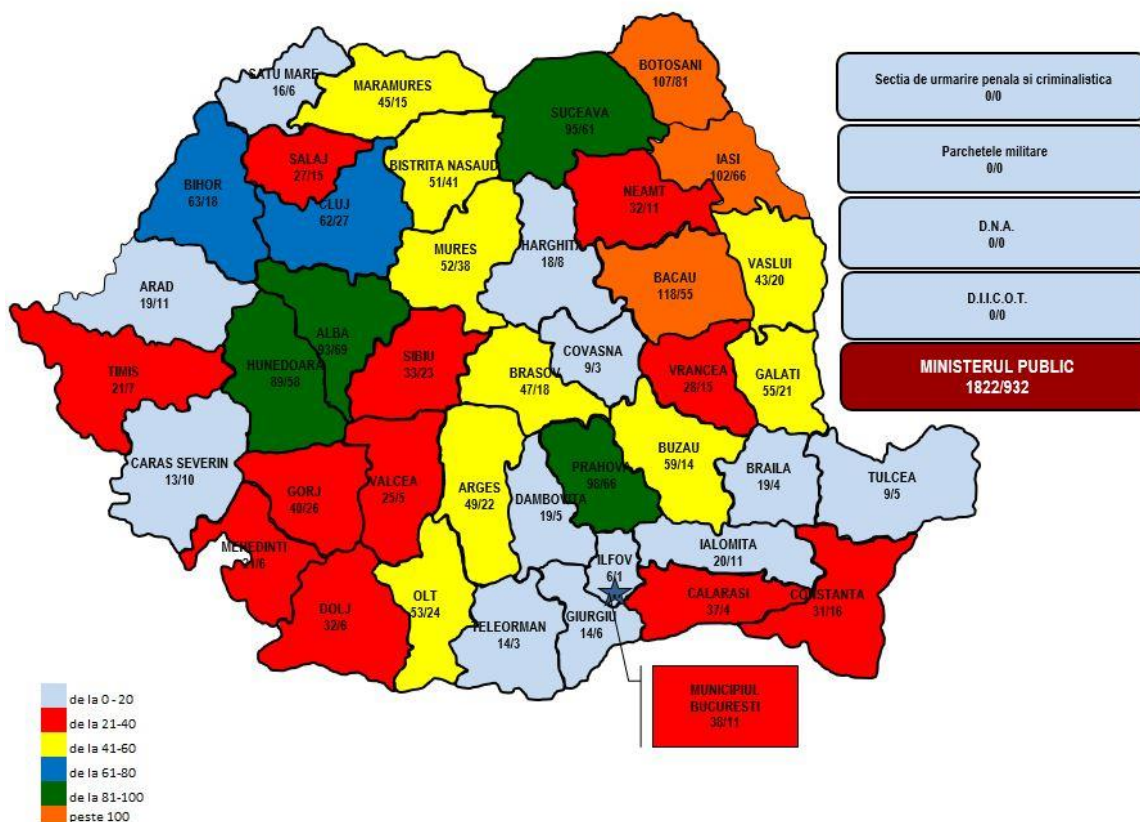 SATU MARE
16/6
MARAMURES
45/15
SUCEAVA
95/61
BOTOSANI
107/81
Sectia de urmarire penala si criminalistica
0/0
Parchetele militare
0/0
D.N.A.
0/0
D.I.I.C.O.T.
0/0
MINISTERUL PUBLIC
1822/932
BIHOR
63/18
SALAJ
27/15
CLUJ
62/27
BISTRITA NASAUD
51/41
MURES
52/38
HARGHITA
18/8
NEAMT
32/11
IASI
102/66
BACAU
118/55
VASLUI
43/20
ARAD
19/11
TIMIS
21/7
HUNEDOARA
89/58
ALBA
93/69
SIBIU
33/23
BRASOV
47/18
COVASNA
9/3
VRANCEA
28/15
GALATI
55/21
CARAS SEVERIN
13/10
GORJ
40/26
VALCEA
25/5
ARGES
49/22
DAMBOVITA
19/5
PRAHOVA
98/66
BUZAU
59/14
BRAILA
19/4
TULCEA
9/5
MEHEDINTI
DOLJ
32/6
OLT
53/24
TELEORMAN
14/3
GIURGIU
14/6
ILFOV
6/1
IALOMITA
20/11
CALARASI
37/4
CONSTANTA
31/16
MUNICIPIUL
BUCURESTI
38/11
de la 0 - 20
de la 21-40
de la 41-60
de la 61-80
de la 81-100
peste 100